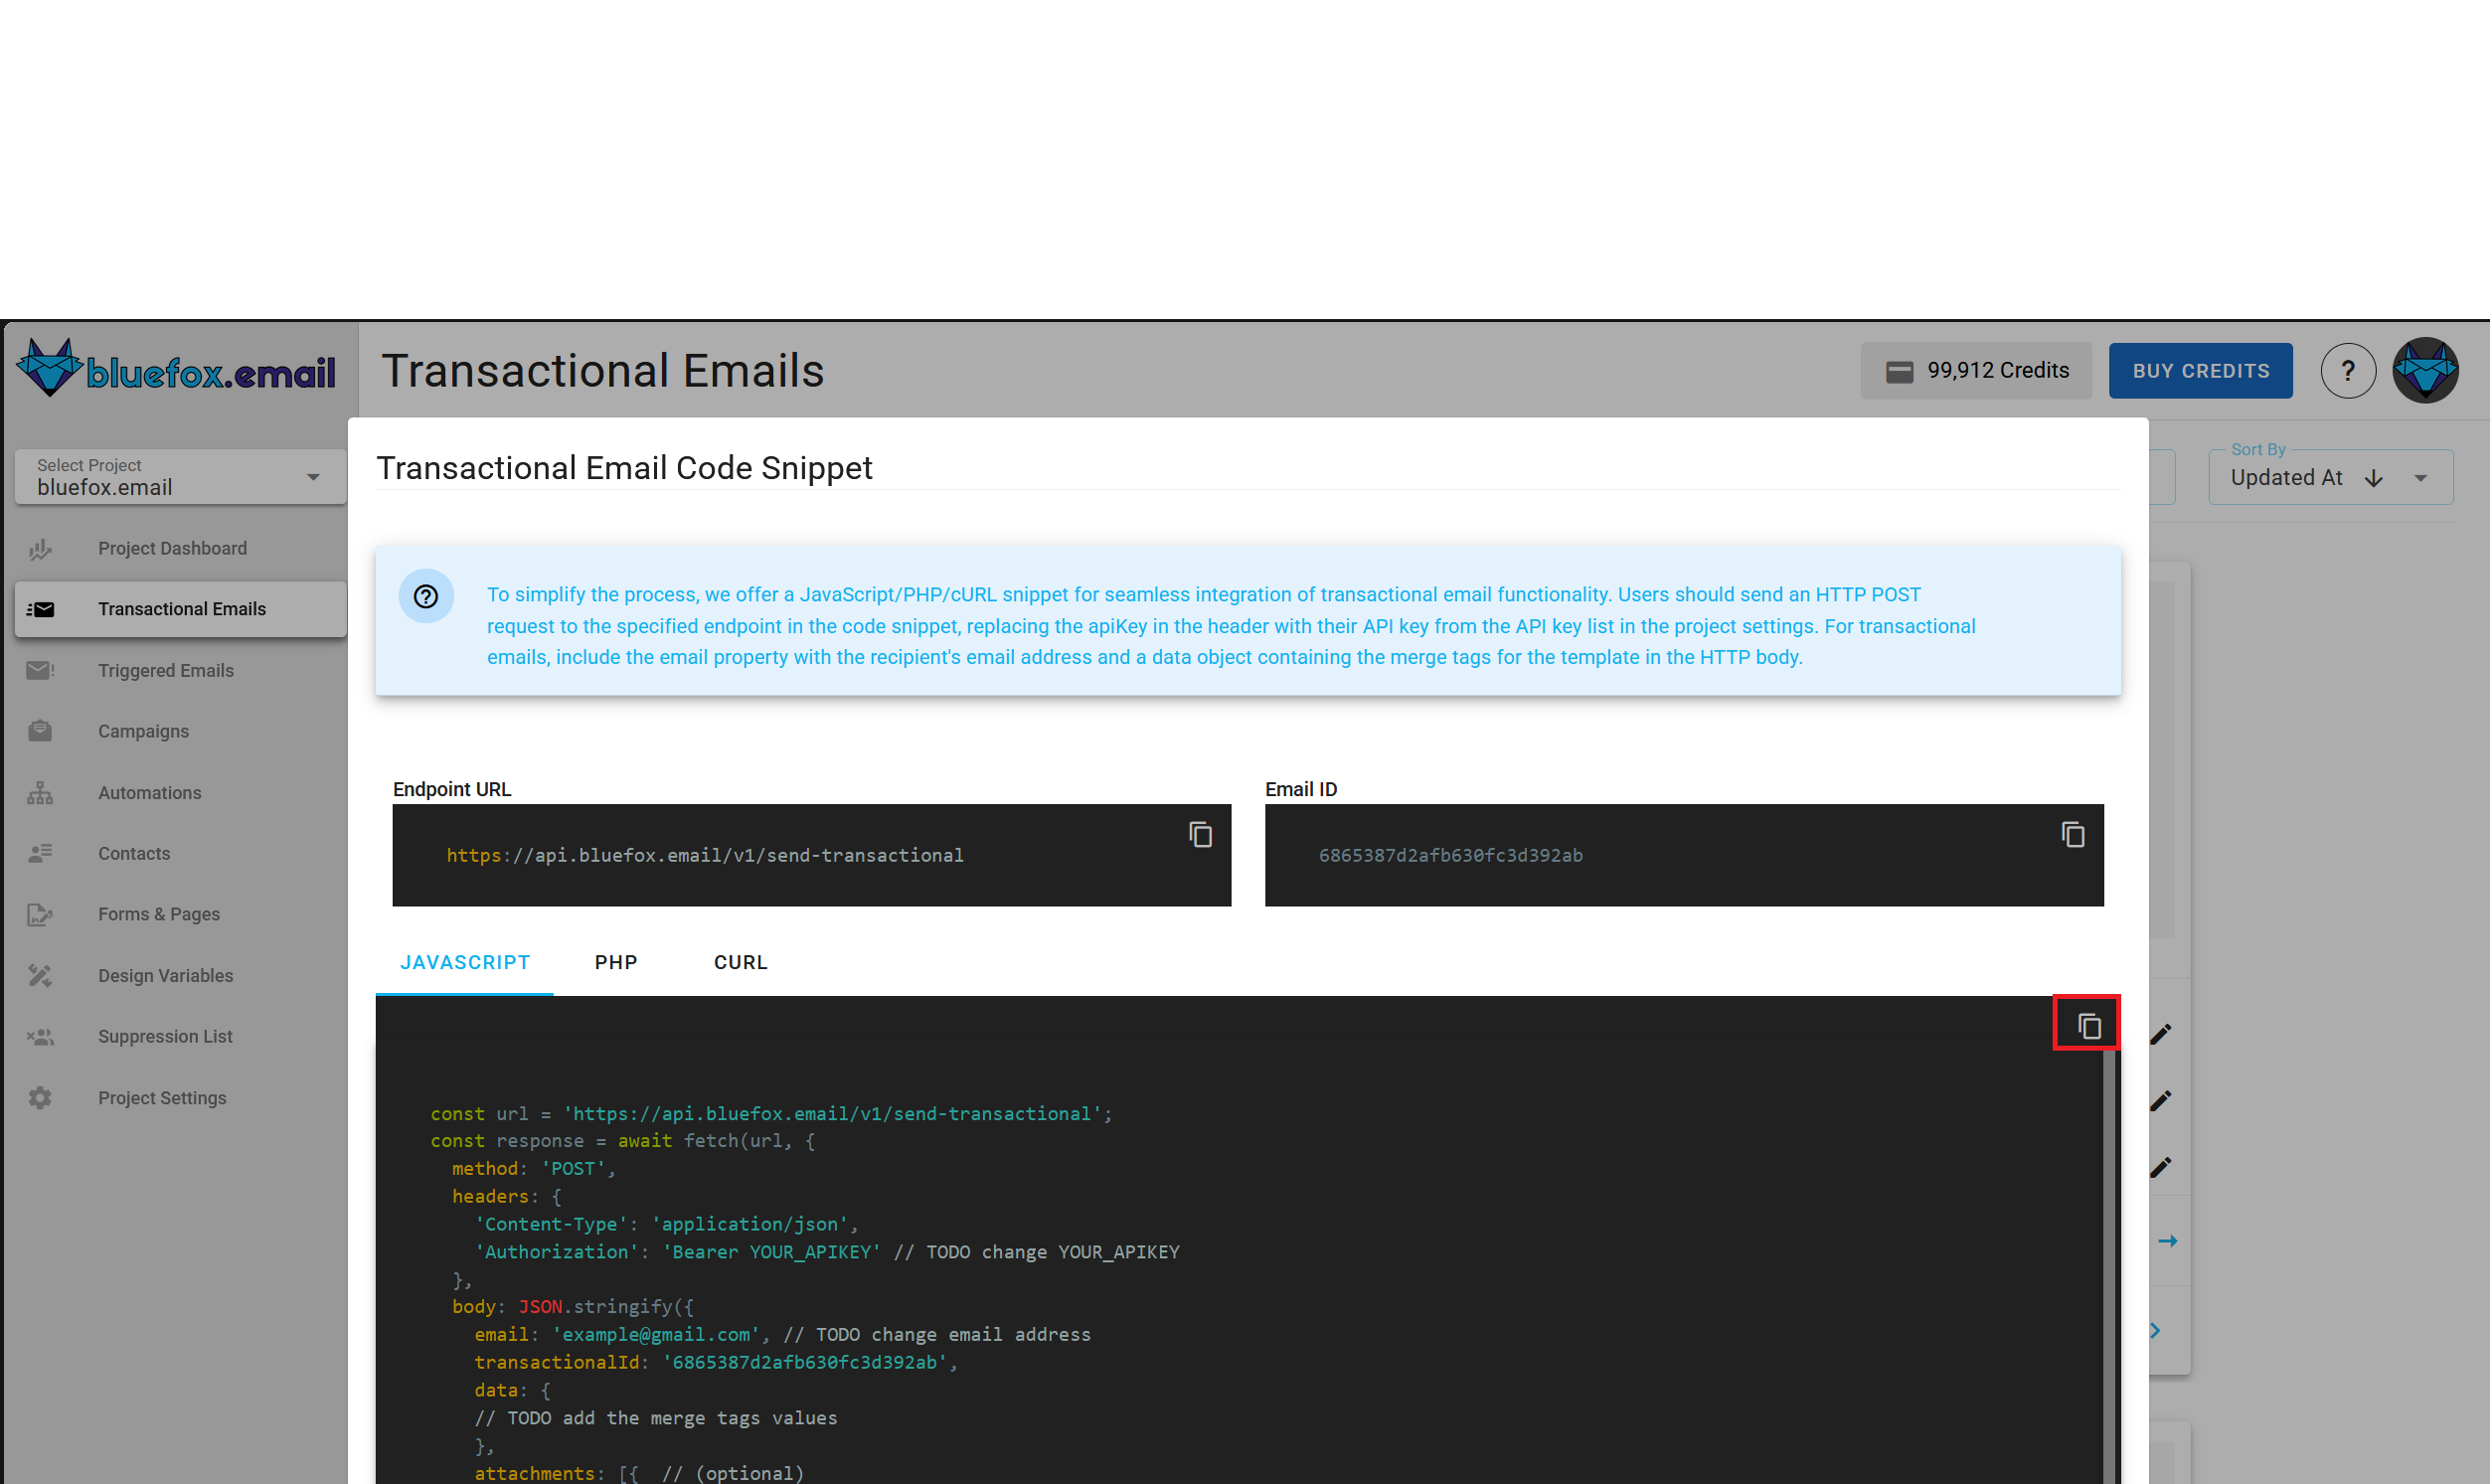 bluefox.email
Transactional Emails
99,912 Credits
BUY CREDITS
?
Select Project
bluefox.email
Project Dashboard
Transactional Emails
Triggered Emails
Campaigns
Automations
Contacts
Forms & Pages
Design Variables
Suppression List
Project Settings
Sort By
Updated At
Transactional Email Code Snippet
To simplify the process, we offer a JavaScript/PHP/cURL snippet for seamless integration of transactional email functionality. Users should send an HTTP POST
request to the specified endpoint in the code snippet, replacing the apiKey in the header with their API key from the API key list in the project settings. For transactional
emails, include the email property with the recipient's email address and a data object containing the merge tags for the template in the HTTP body.
Endpoint URL
https://api.bluefox.email/v1/send-transactional
Email ID
6865387d2afb630fc3d392ab
JAVASCRIPT
PHP
CURL
const url = 'https://api.bluefox.email/v1/send-transactional';
const response = await fetch(url, {
method: 'POST',
headers: {
'Content-Type': 'application/json',
'Authorization': 'Bearer YOUR_APIKEY' // TODO change YOUR_APIKEY
},
body: JSON.stringify({
email: 'example@gmail.com', // TODO change email address
transactionalId: '6865387d2afb630fc3d392ab',
data: {
// TODO add the merge tags values
},
attachments: [{ // (optional)